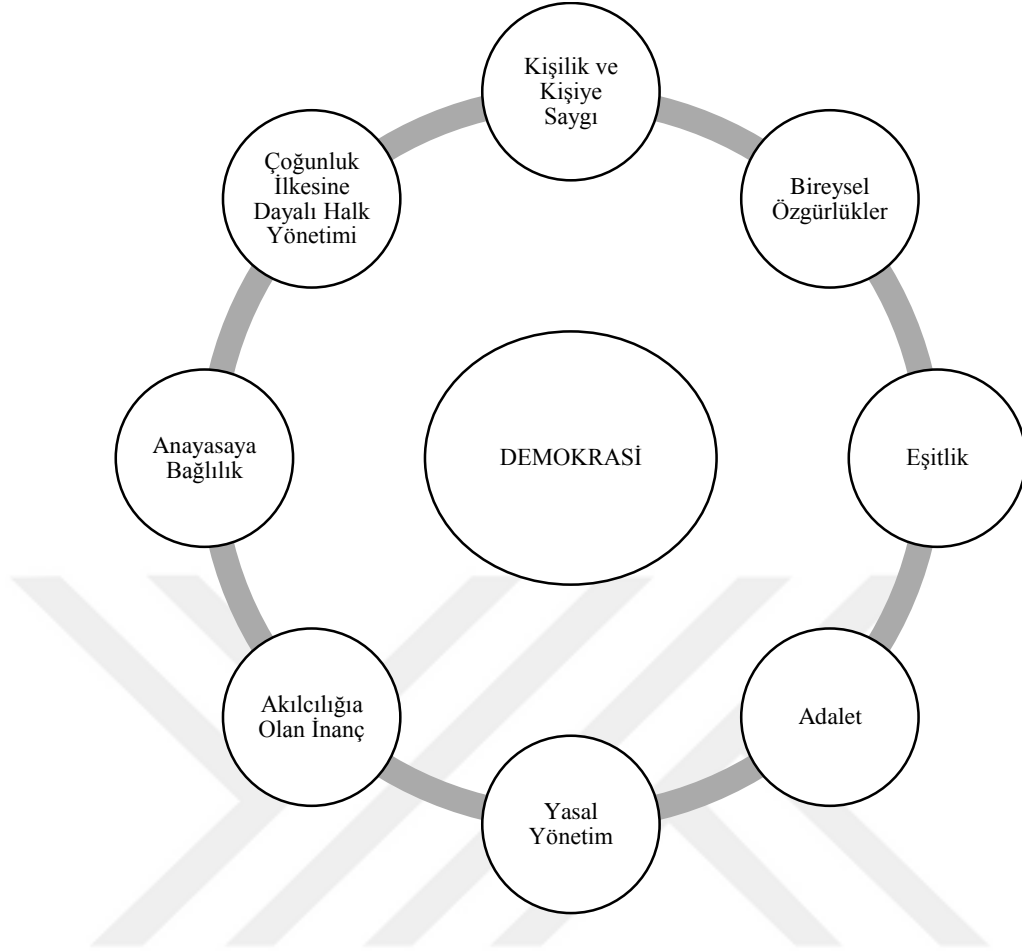 Kişilik ve
Kişiye
Saygı
Bireysel
Özgürlükler
Eşitlik
Adalet
Yasal
Yönetim
Akılcılığıa
Olan İnanç
Anayasaya
Bağlılık
Çoğunluk
İlkesine
Dayalı Halk
Yönetimi
DEMOKRASİ